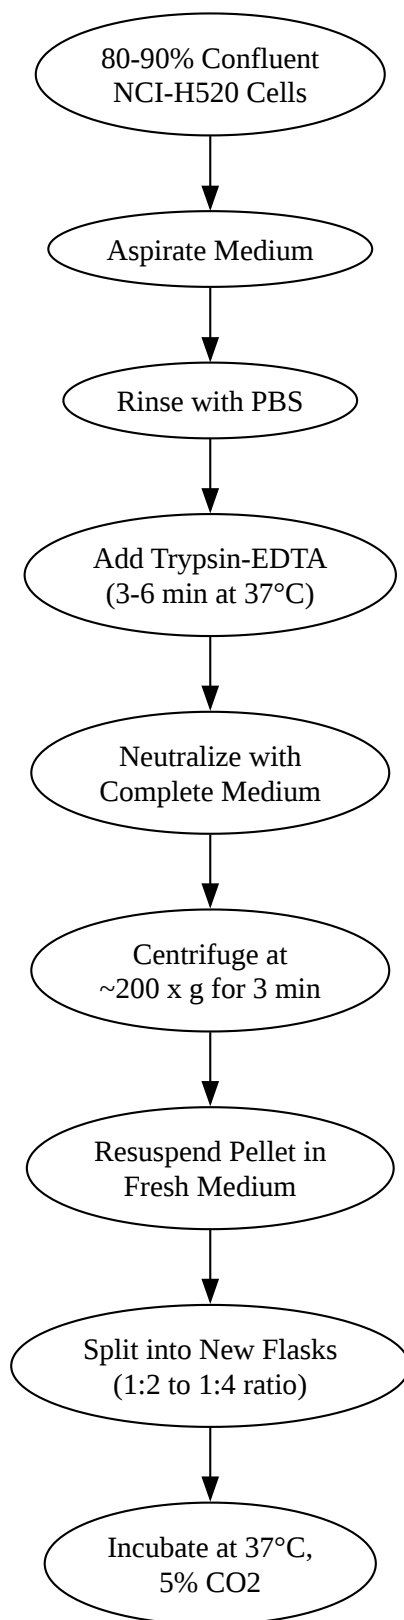 80-90% Confluent
NCI-H520 Cells
Aspirate Medium
Rinse with PBS
Add Trypsin-EDTA
(3-6 min at 37°C)
Neutralize with
Complete Medium
Centrifuge at
~200 x g for 3 min
Resuspend Pellet in
Fresh Medium
Split into New Flasks
(1:2 to 1:4 ratio)
Incubate at 37°C,
5% CO2